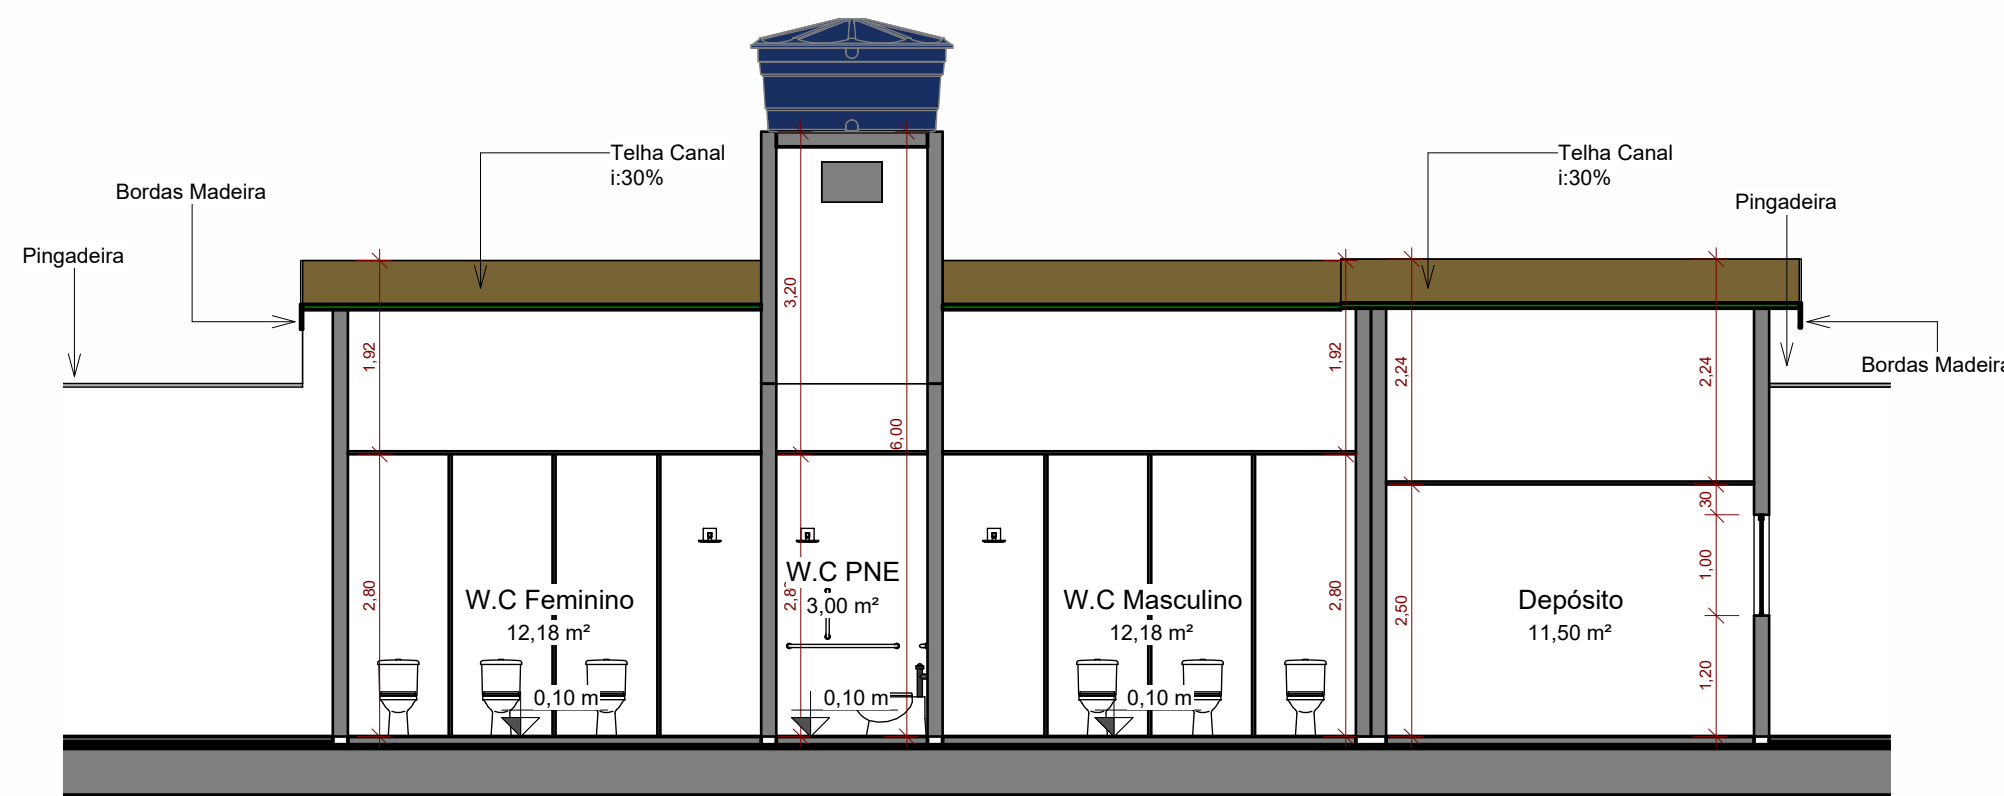 Telha Canal
i:30%
Telha Canal
i:30%
Bordas Madeira
Pingadeira
Pingadeira
Bordas Madeira
3,20
1,92
1,92
2,24
2,24
6,00
,30
1,00
W.C PNE
3,00 m²
W.C Feminino
12,18 m²
W.C Masculino
12,18 m²
Depósito
11,50 m²
2,80
2,8
2,80
2,50
1,20
0,10 m
0,10 m
0,10 m